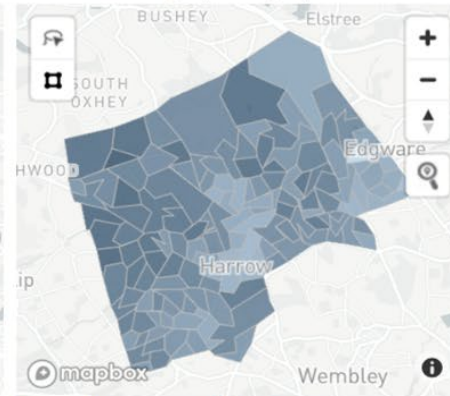 BUSHEY
Elstree
SOUTH
OXHEY
Edgware
HWOOD
Harrow
ip
Wembley
mapbox